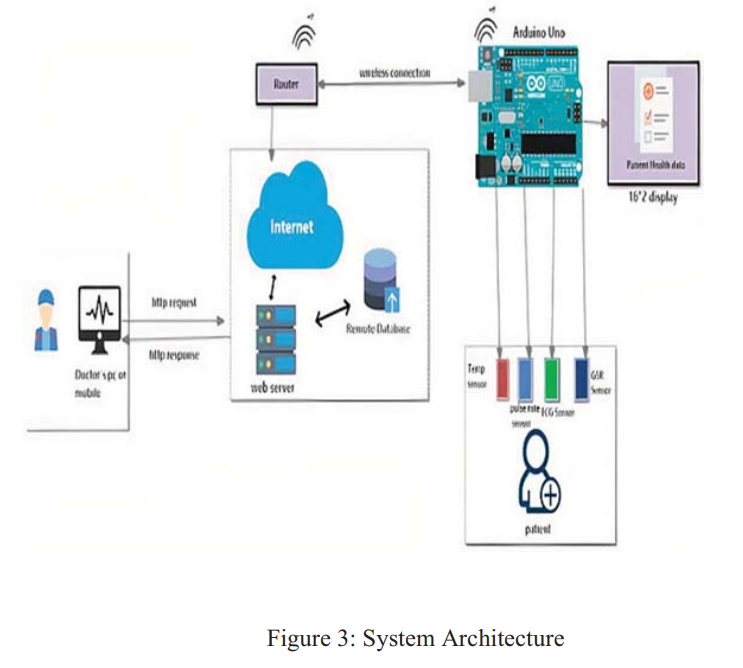 Arduino Uno
Router
wireless connection
UNO
Patient Health data
16*2 display
Internet
http request
Remote Database
http response
Doctor's pc or
mobile
web server
Temp
sensor
GSR
Sensor
pulse rate
sensor
ECG Sensor
patient
Figure 3: System Architecture